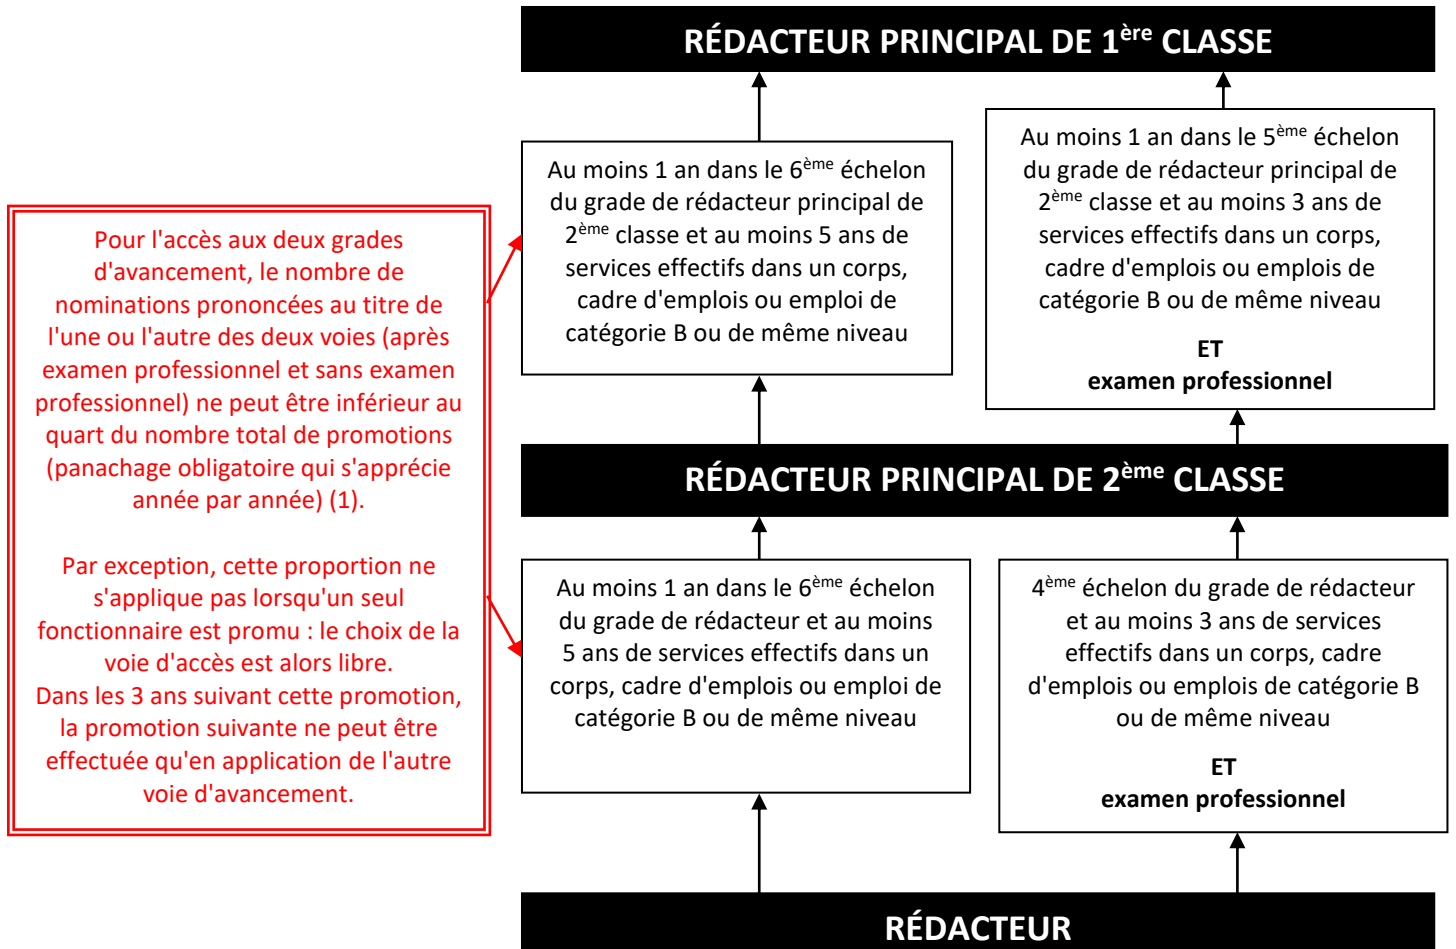 RÉDACTEUR PRINCIPAL DE 1ère CLASSE
Au moins 1 an dans le 6ème échelon
du grade de rédacteur principal de
2ème classe et au moins 5 ans de
services effectifs dans un corps,
cadre d'emplois ou emploi de
catégorie B ou de même niveau
Au moins 1 an dans le 5ème échelon
du grade de rédacteur principal de
2ème classe et au moins 3 ans de
services effectifs dans un corps,
cadre d'emplois ou emplois de
catégorie B ou de même niveau
ET
examen professionnel
Pour l'accès aux deux grades
d'avancement, le nombre de
nominations prononcées au titre de
l'une ou l'autre des deux voies (après
examen professionnel et sans examen
professionnel) ne peut être inférieur au
quart du nombre total de promotions
(panachage obligatoire qui s'apprécie
année par année) (1).
Par exception, cette proportion ne
s'applique pas lorsqu'un seul
fonctionnaire est promu : le choix de la
voie d'accès est alors libre.
Dans les 3 ans suivant cette promotion,
la promotion suivante ne peut être
effectuée qu'en application de l'autre
voie d'avancement.
RÉDACTEUR PRINCIPAL DE 2ème CLASSE
Au moins 1 an dans le 6ème échelon
du grade de rédacteur et au moins
5 ans de services effectifs dans un
corps, cadre d'emplois ou emploi de
catégorie B ou de même niveau
4ème échelon du grade de rédacteur
et au moins 3 ans de services
effectifs dans un corps, cadre
d'emplois ou emplois de catégorie B
ou de même niveau
ET
examen professionnel
RÉDACTEUR